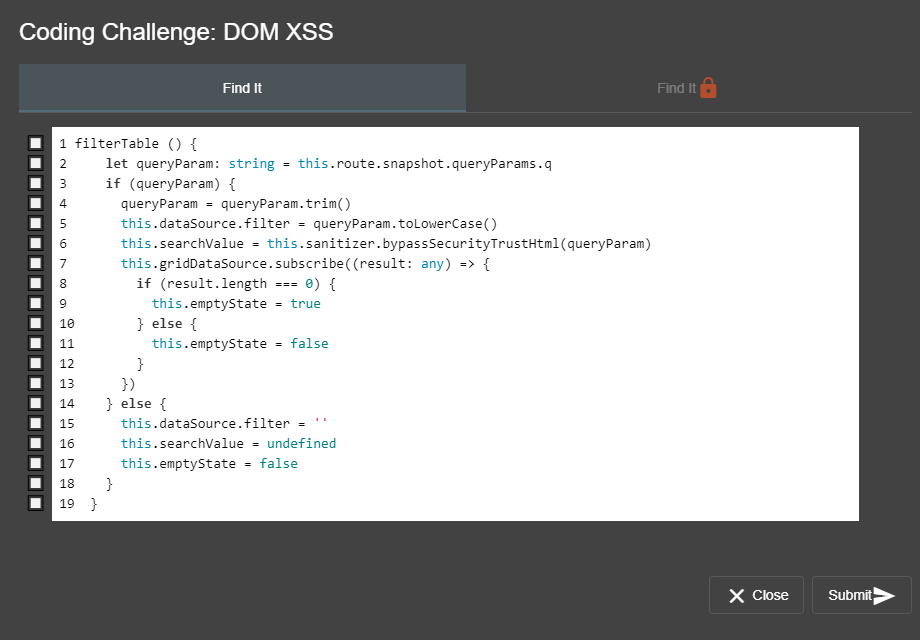 Coding Challenge: DOM XSS
Find It
Find It
1 filterTable () {
2     let queryParam: string = this.route.snapshot.queryParams.q
3     if (queryParam) {
4       queryParam = queryParam.trim()
5       this.dataSource.filter = queryParam.toLowerCase()
6       this.searchValue = this.sanitizer.bypassSecurityTrustHtml(queryParam)
7       this.gridDataSource.subscribe((result: any) => {
8         if (result.length === 0) {
9           this.emptyState = true
10        } else {
11          this.emptyState = false
12        }
13      })
14    } else {
15      this.dataSource.filter = ''
16      this.searchValue = undefined
17      this.emptyState = false
18    }
19  }
Close
Submit